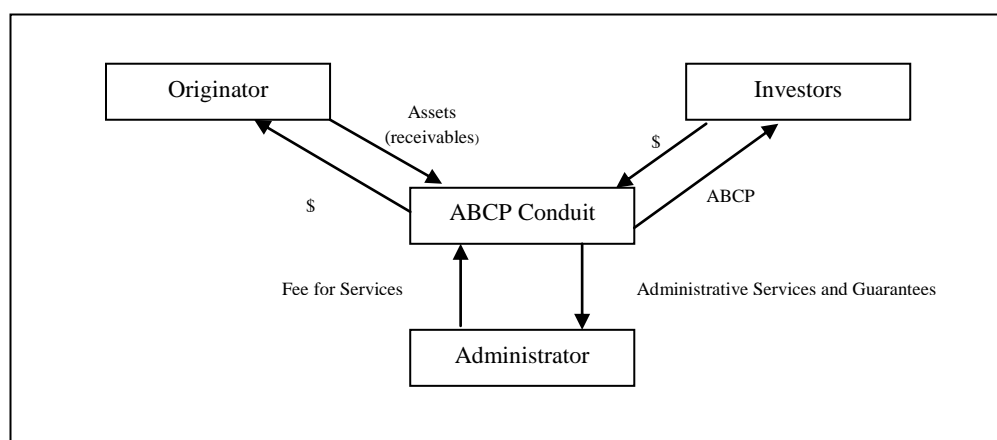 Originator
Investors
Assets
(receivables)
$
$
ABCP
ABCP Conduit
Fee for Services
Administrative Services and Guarantees
Administrator